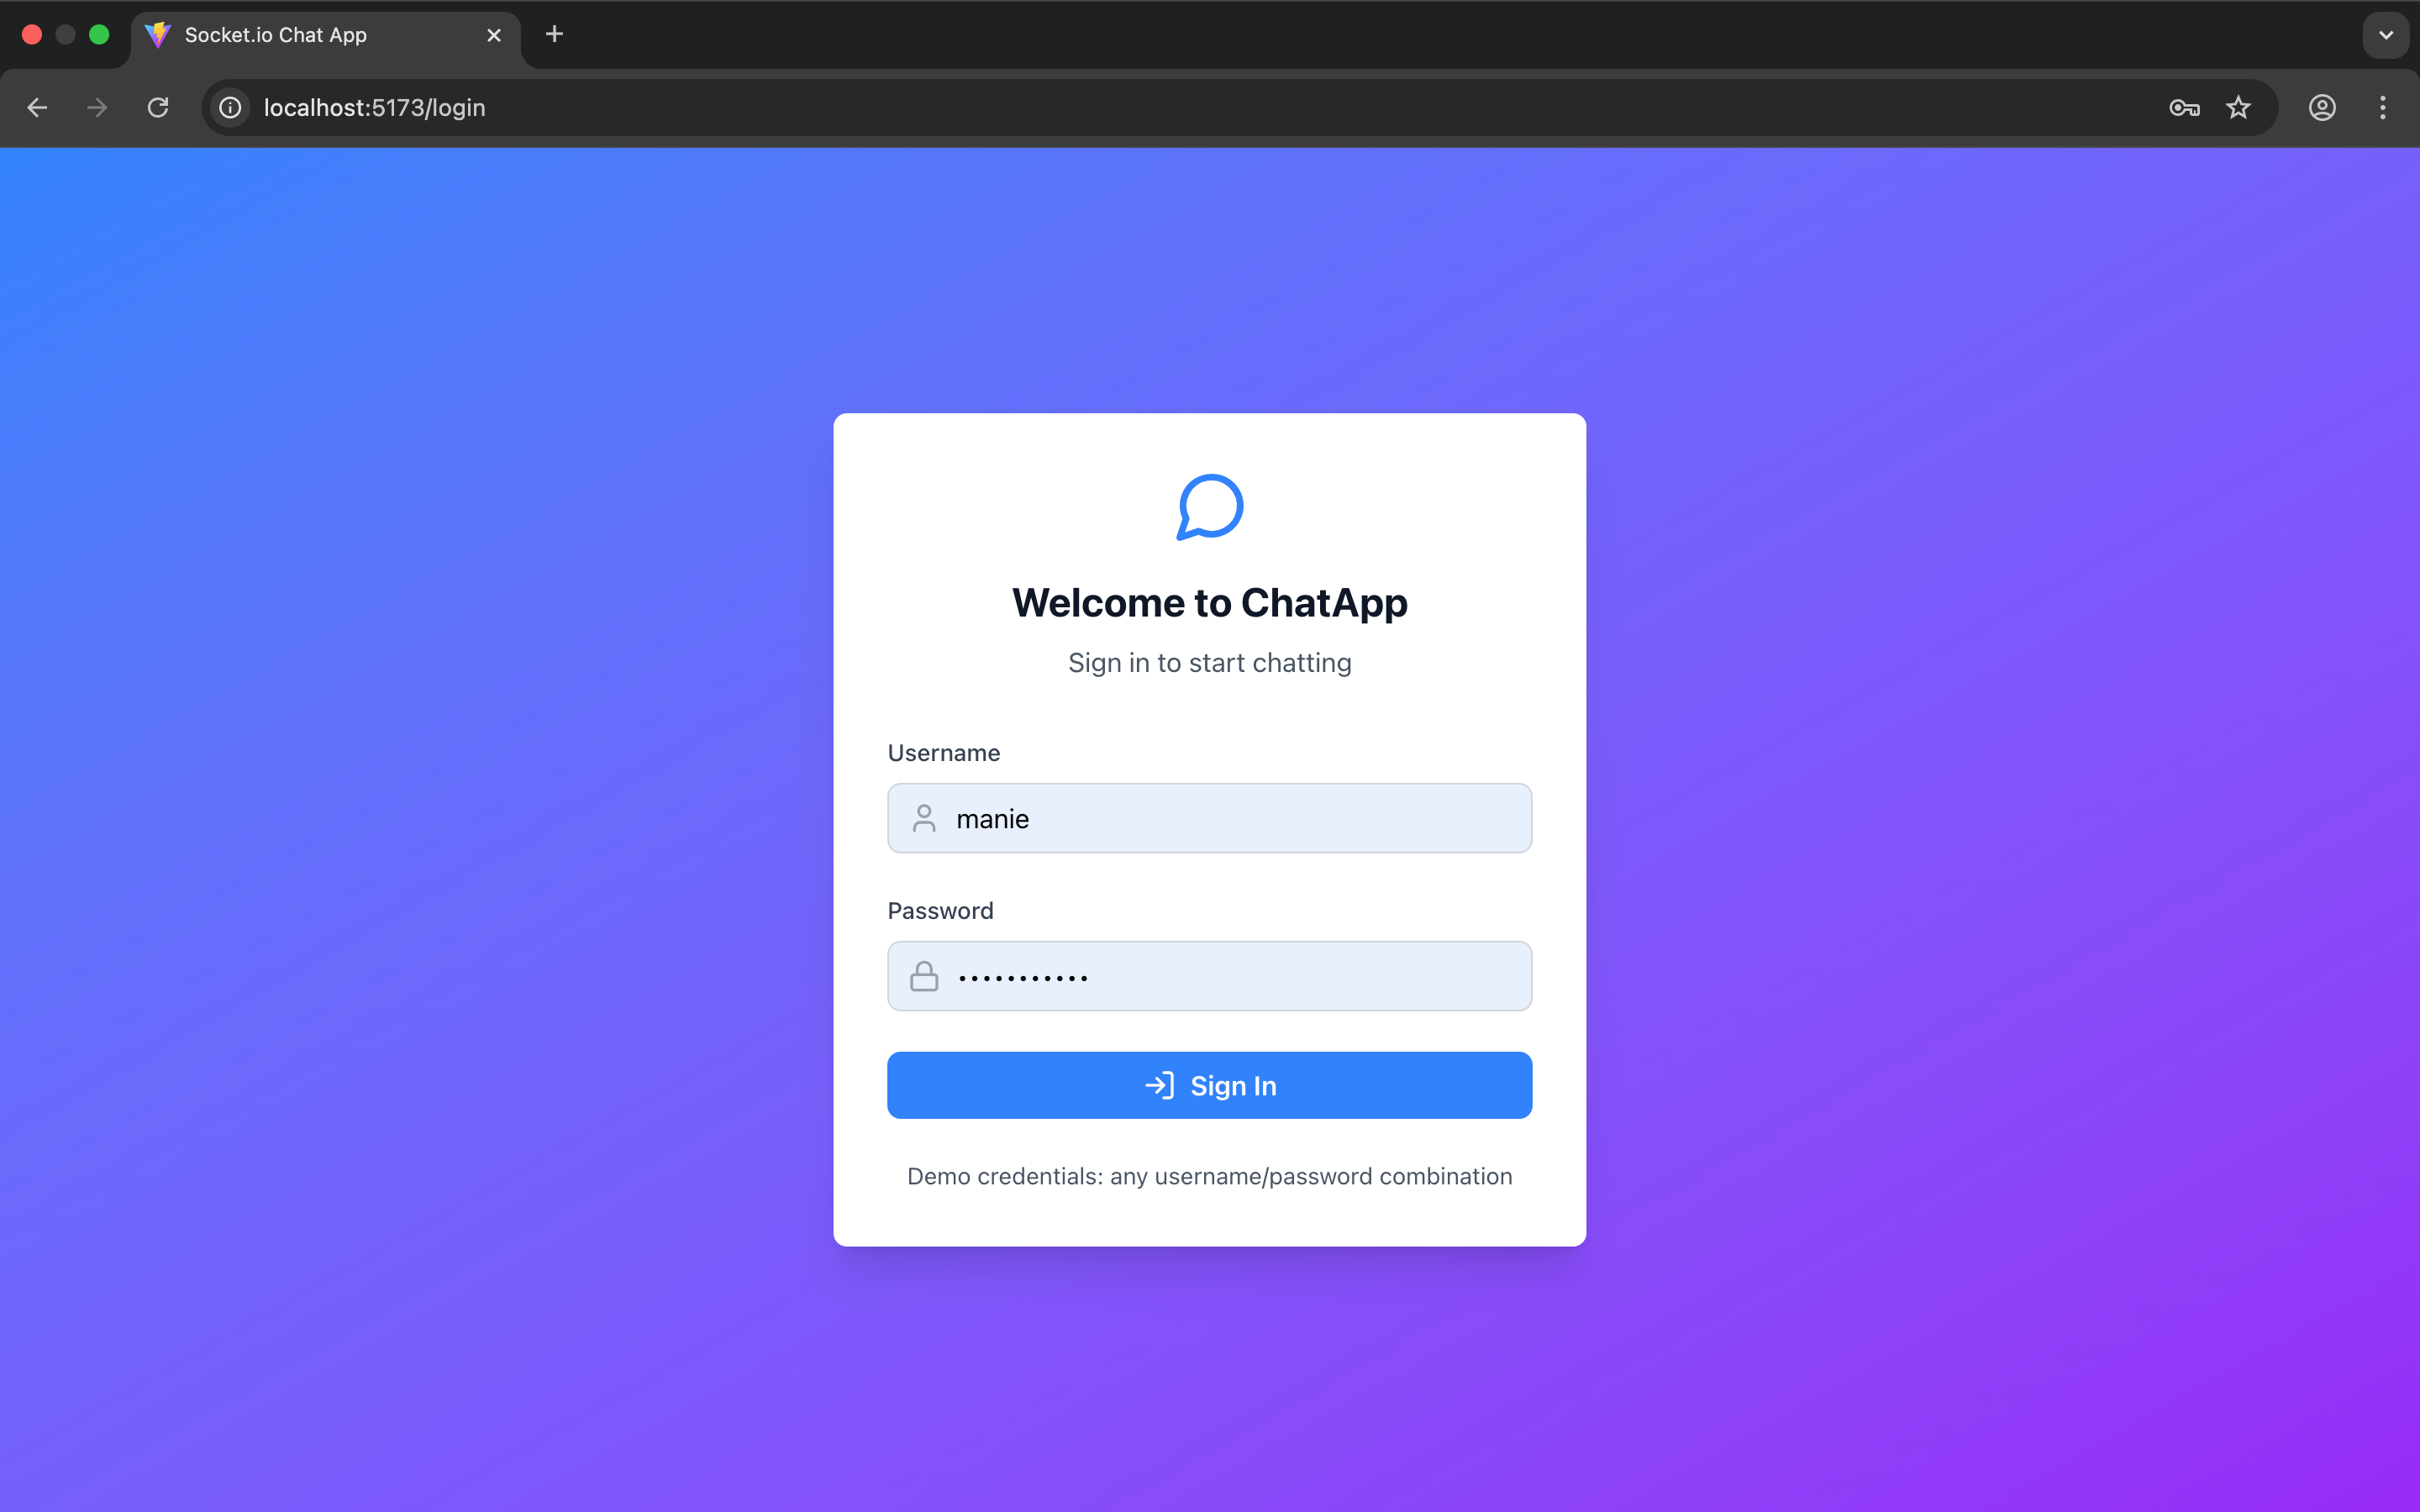 Socket.io Chat App
localhost:5173/login
Welcome to ChatApp
Sign in to start chatting
Username
manie
Password
•••••••••••
Sign In
Demo credentials: any username/password combination